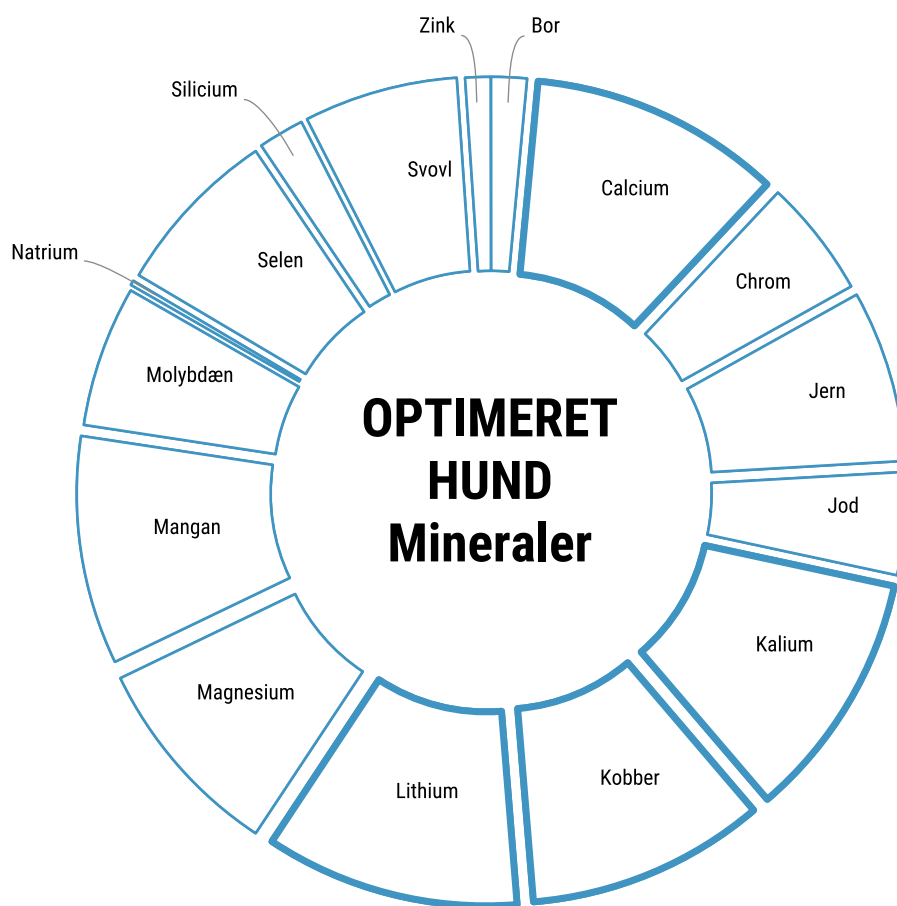 Zink
Bor
Silicium
Svovl
Calcium
Natrium
Selen
Chrom
Molybdæn
Jern
OPTIMERET
HUND
Mineraler
Mangan
Jod
Kalium
Magnesium
Lithium
Kobber